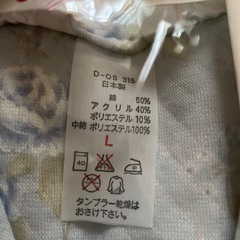 D-OS 315
日本製
綿 50%
アクリル 40%
ポリエステル 10%
中綿 ポリエステル100%
L
40 中
タンブラー乾燥は
おさけ下さい。